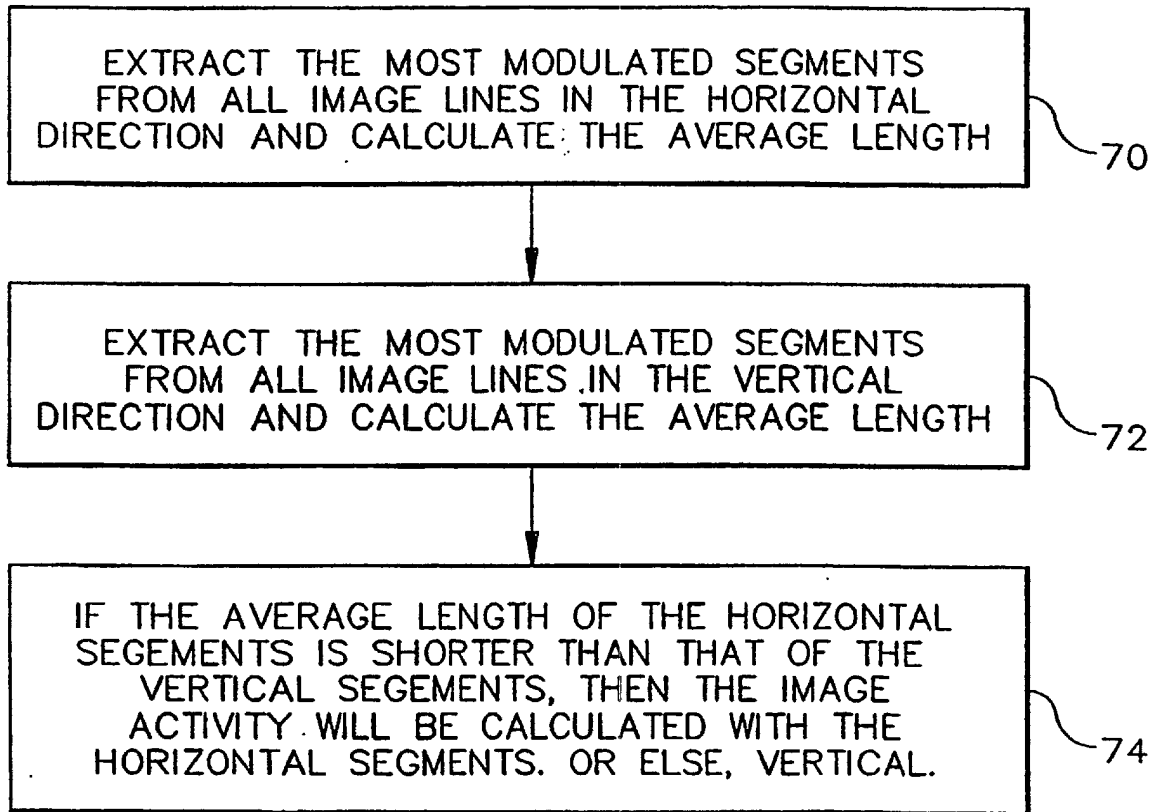 EXTRACT THE MOST MODULATED SEGMENTS
FROM ALL IMAGE LINES IN THE HORIZONTAL
DIRECTION AND CALCULATE THE AVERAGE LENGTH
70
EXTRACT THE MOST MODULATED SEGMENTS
FROM ALL IMAGE LINES IN THE VERTICAL
DIRECTION AND CALCULATE THE AVERAGE LENGTH
72
IF THE AVERAGE LENGTH OF THE HORIZONTAL
SEGEMENTS IS SHORTER THAN THAT OF THE
VERTICAL SEGEMENTS, THEN THE IMAGE
ACTIVITY WILL BE CALCULATED WITH THE
HORIZONTAL SEGMENTS. OR ELSE, VERTICAL.
74